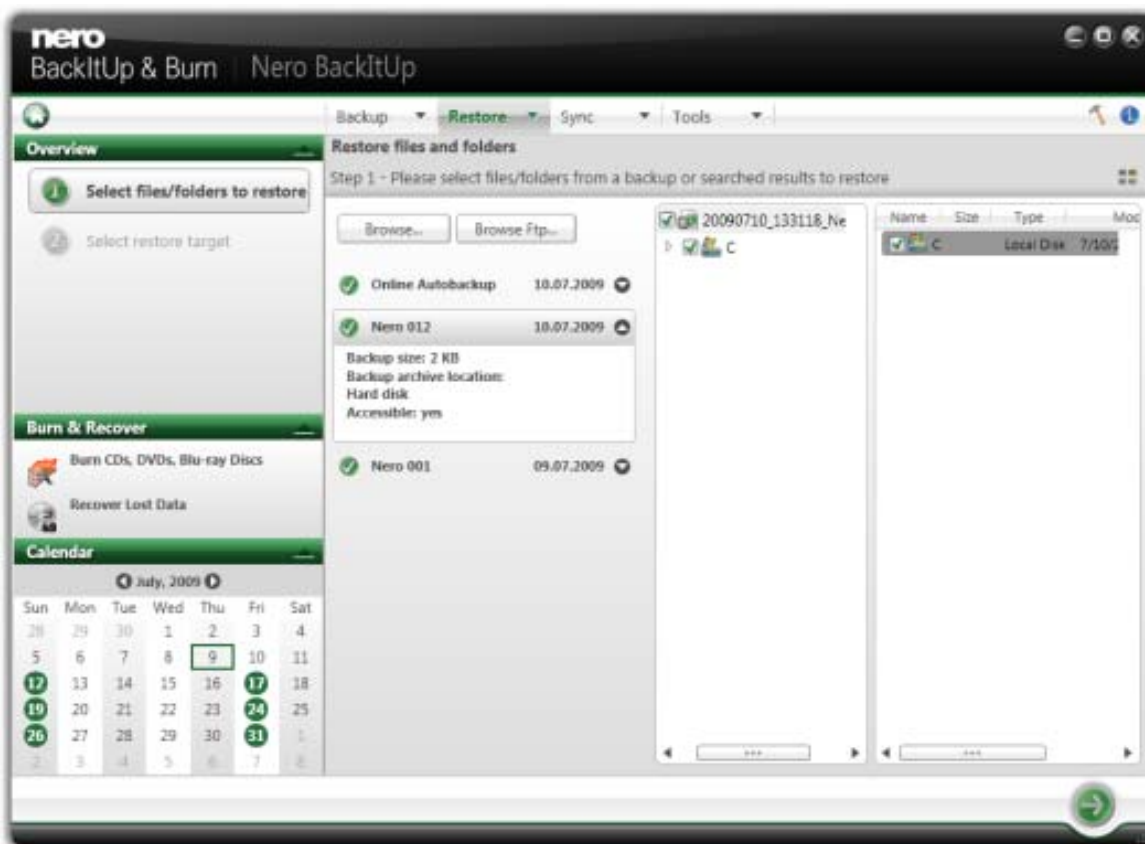 nero
BackItUp & Burn | Nero BackItUp
Backup Restore Sync Tools
Overview
Select files/folders to restore
Select restore target
Restore files and folders
Step 1 - Please select files/folders from a backup or searched results to restore
Browse... Browse Ftp...
Online Autobackup 10.07.2009
Nero 012 10.07.2009
Backup size: 2 KB
Backup archive location:
Hard disk
Accessible: yes
Nero 001 09.07.2009
20090710_133118_Ne
C
Name Size Type Moc
C Local Disk 7/10/2
Burn & Recover
Burn CDs, DVDs, Blu-ray Discs
Recover Lost Data
Calendar
July, 2009
Sun Mon Tue Wed Thu Fri Sat
28 29 30 1 2 3 4
5 6 7 8 9 10 11
12 13 14 15 16 17 18
19 20 21 22 23 24 25
26 27 28 29 30 31 1
2 3 4 5 6 7 8